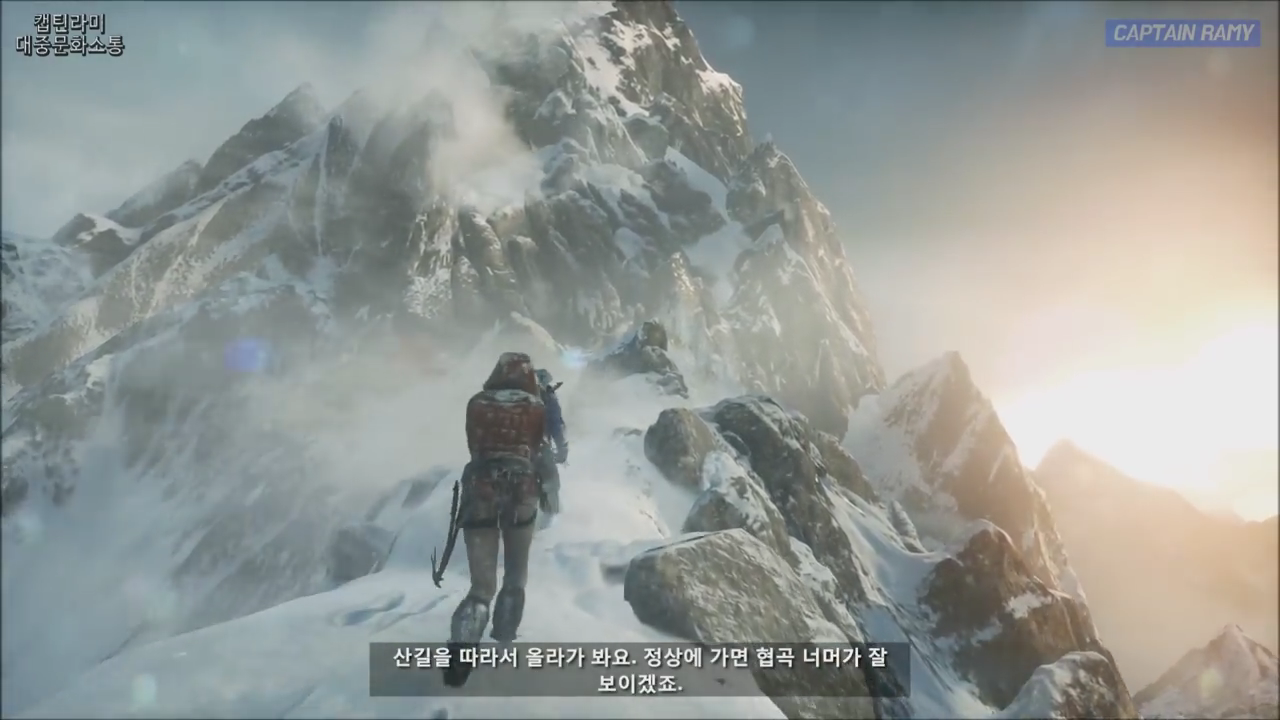 캡틴라미
대중문화소통
CAPTAIN RAMY
산길을 따라서 올라가 봐요. 정상에 가면 협곡 너머가 잘
보이겠죠.